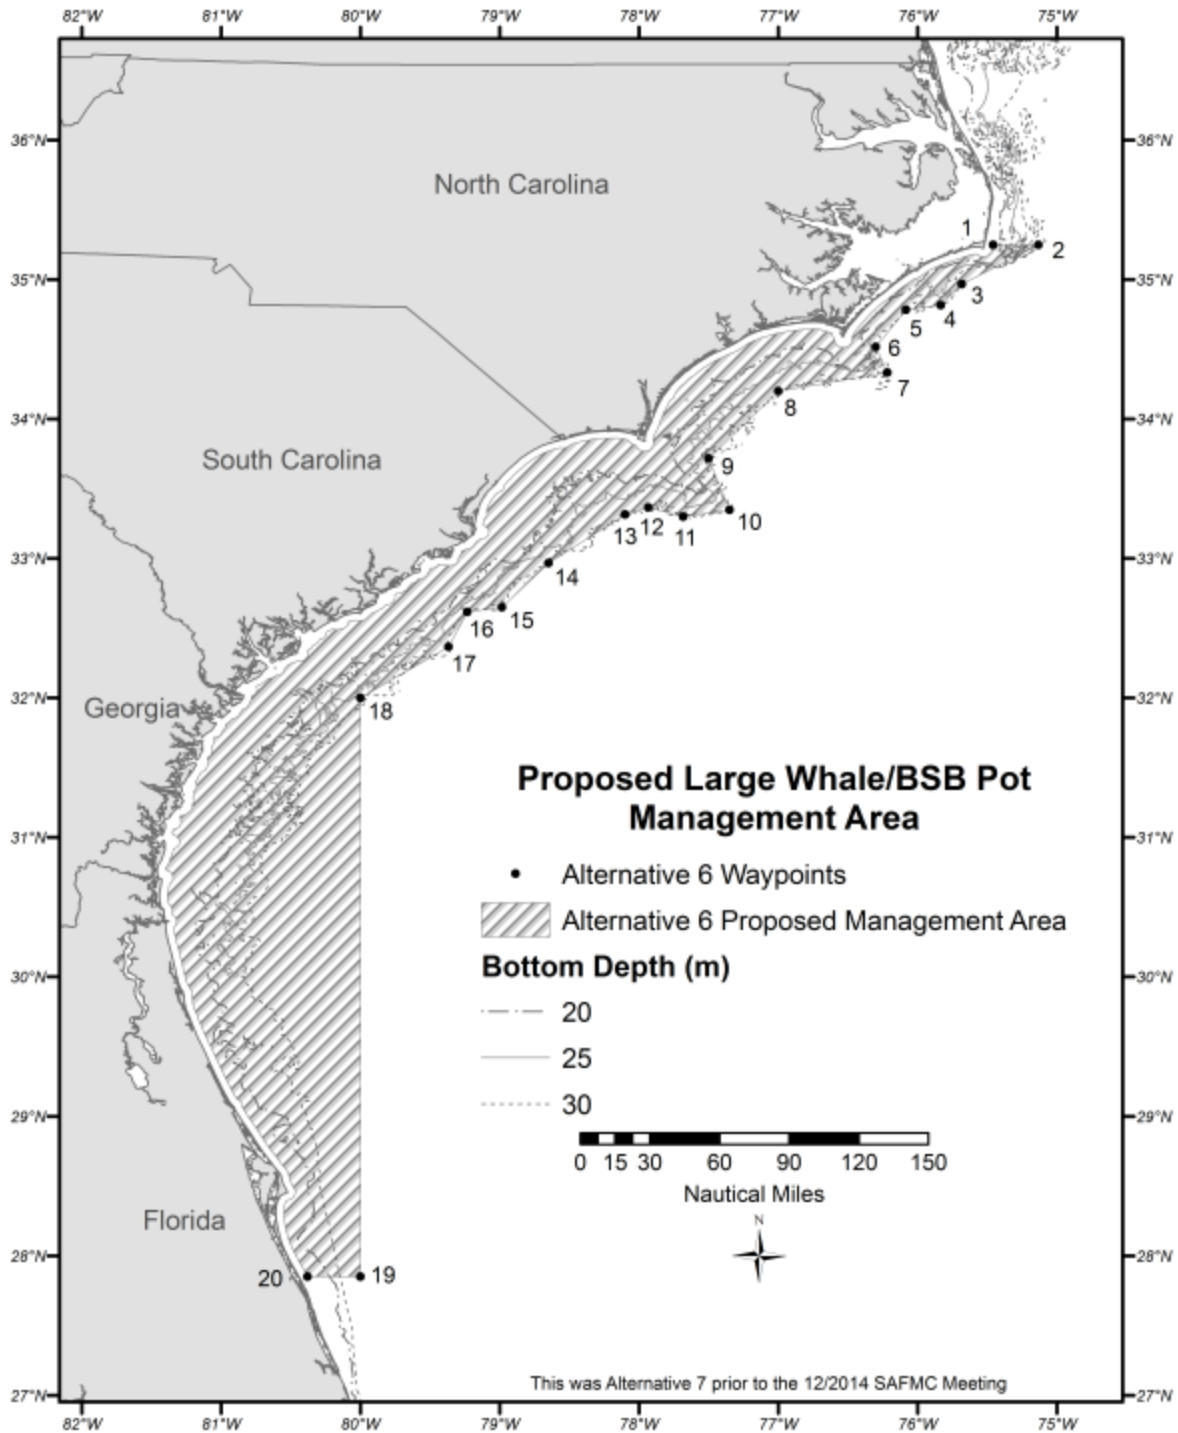 82°W 81°W 80°W 79°W 78°W 77°W 76°W 75°W
36°N 36°N
North Carolina
1
2
35°N 35°N
3
4
5
6
7
34°N 34°N
8
South Carolina
9
10
11
12
13
33°N 33°N
14
15
16
17
32°N 32°N
Georgia
18
Proposed Large Whale/BSB Pot
Management Area
31°N 31°N
Alternative 6 Waypoints
Alternative 6 Proposed Management Area
Bottom Depth (m)
30°N 30°N
20
25
30
29°N 29°N
0 15 30 60 90 120 150
Nautical Miles
Florida
N
28°N 28°N
20 19
This was Alternative 7 prior to the 12/2014 SAFMC Meeting
27°N 27°N
82°W 81°W 80°W 79°W 78°W 77°W 76°W 75°W